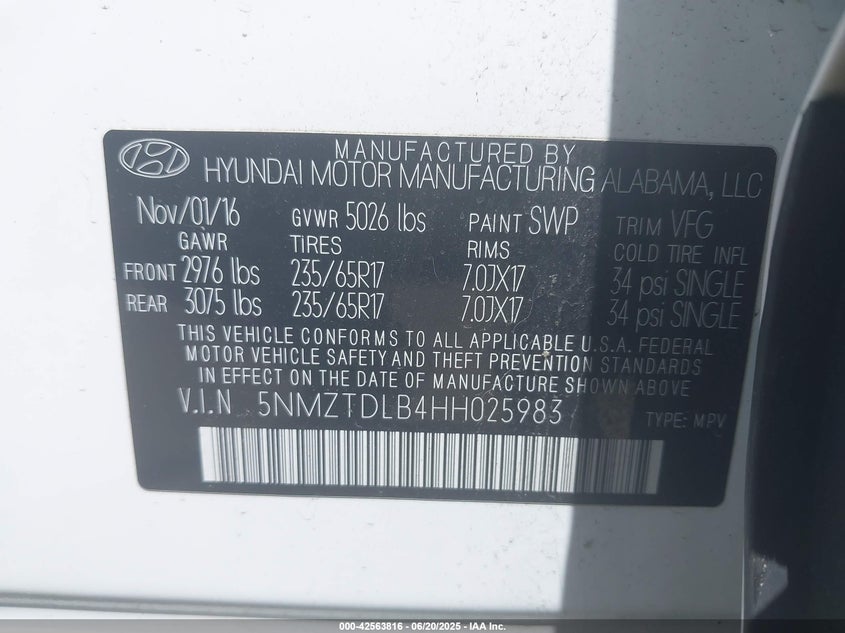 MANUFACTURED BY
HYUNDAI MOTOR MANUFACTURING ALABAMA, LLC
Nov/01/16 GVWR 5026 lbs PAINT SWP TRIM VFG
GAWR TIRES RIMS COLD TIRE INFL
FRONT 2976 lbs 235/65R17 7.0JX17 34 psi SINGLE
REAR 3075 lbs 235/65R17 7.0JX17 34 psi SINGLE
THIS VEHICLE CONFORMS TO ALL APPLICABLE U.S.A. FEDERAL
MOTOR VEHICLE SAFETY AND THEFT PREVENTION STANDARDS
IN EFFECT ON THE DATE OF MANUFACTURE SHOWN ABOVE
V.I.N 5NMZTDLB4HH025983 TYPE: MPV
000-42563816 - 06/20/2025 - IAA Inc.